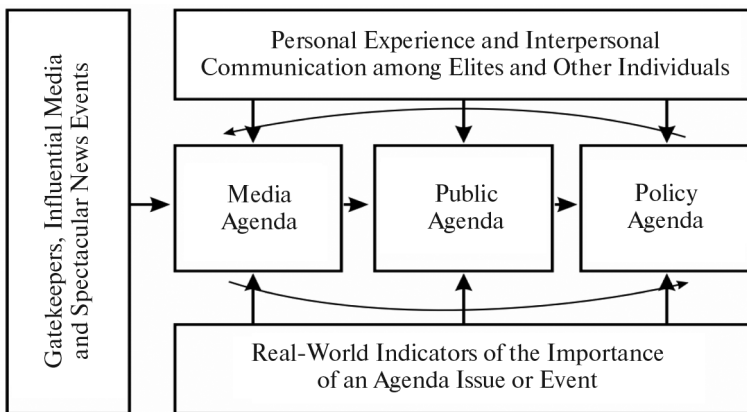 Gatekeepers, Influential Media
and Spectacular News Events
Personal Experience and Interpersonal
Communication among Elites and Other Individuals
Media
Agenda
Public
Agenda
Policy
Agenda
Real-World Indicators of the Importance
of an Agenda Issue or Event